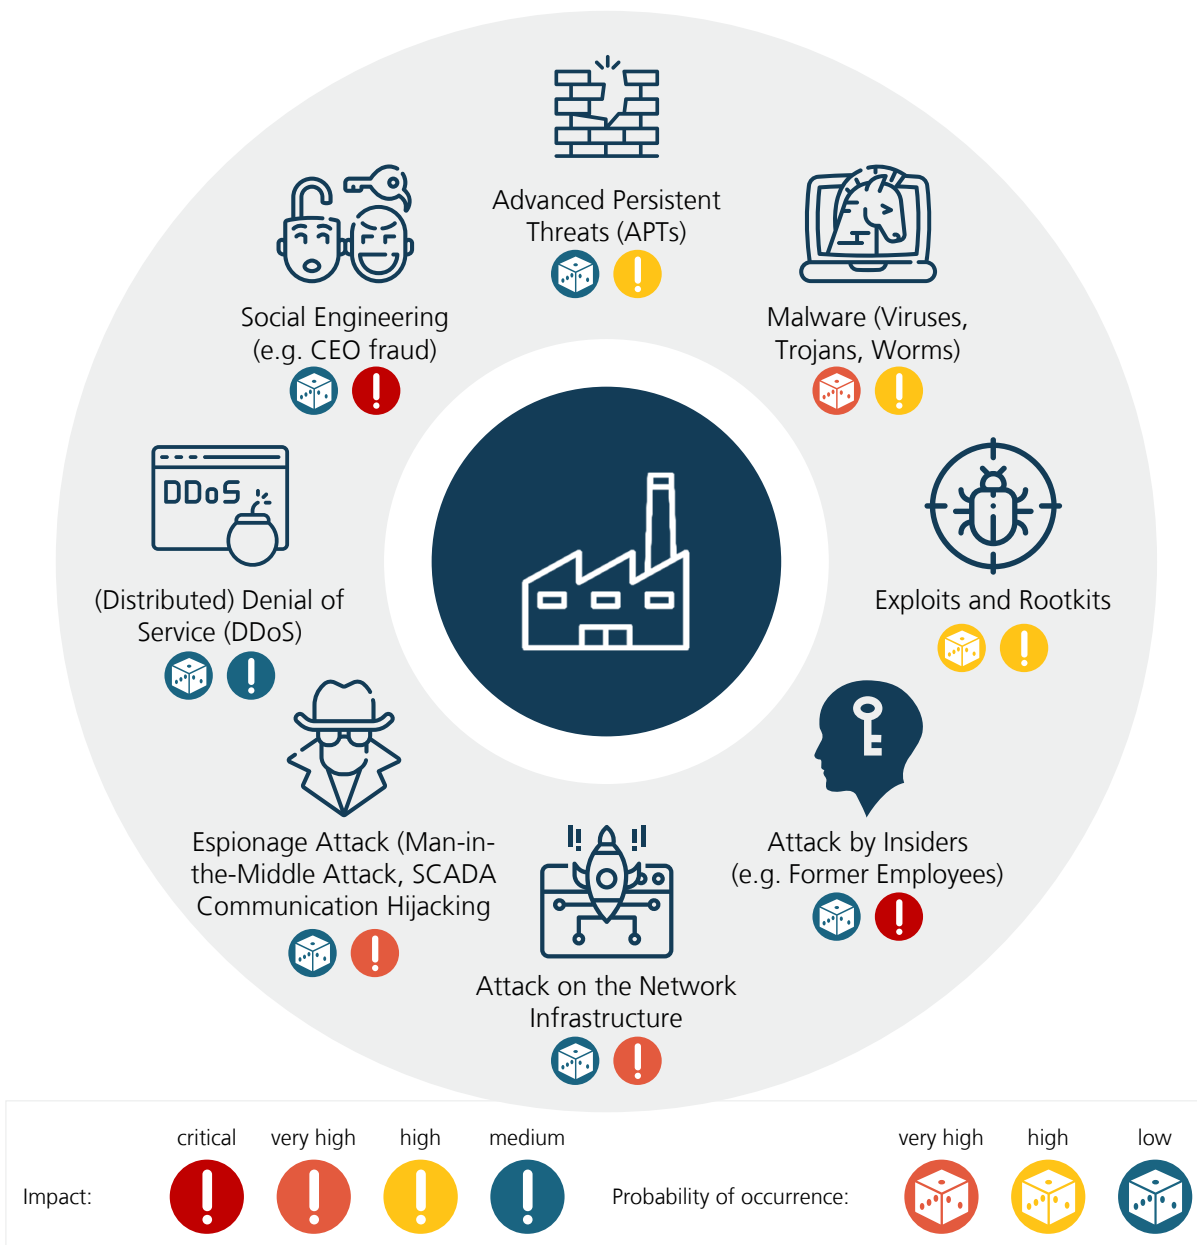 Advanced Persistent
Threats (APTs)
Social Engineering
(e.g. CEO fraud)
Malware (Viruses,
Trojans, Worms)
DDoS
(Distributed) Denial of
Service (DDoS)
Exploits and Rootkits
Espionage Attack (Man-in-
the-Middle Attack, SCADA
Communication Hijacking
Attack by Insiders
(e.g. Former Employees)
Attack on the Network
Infrastructure
critical very high high medium
Impact:
very high high low
Probability of occurrence: